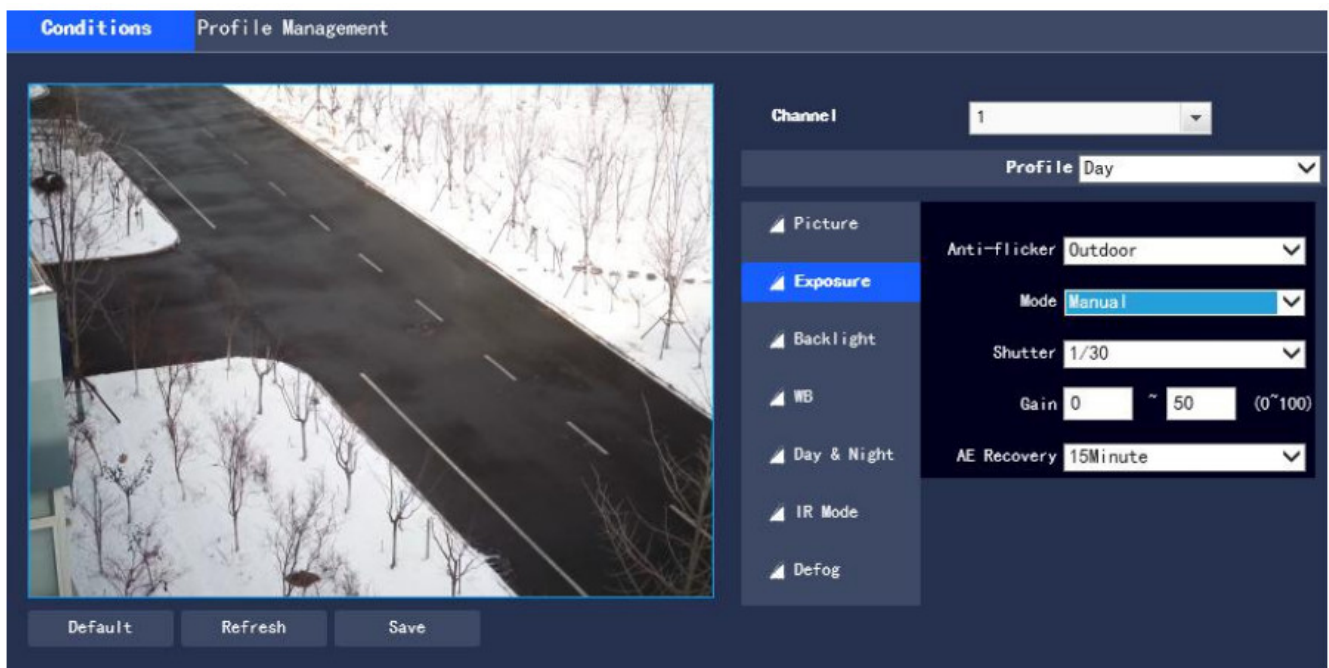 Conditions Profile Management
Channel 1
Profile Day
Picture
Exposure
Backlight
WB
Day & Night
IR Mode
Defog
Anti-flicker Outdoor
Mode Manual
Shutter 1/30
Gain 0 ~ 50 (0~100)
AE Recovery 15Minute
Default Refresh Save